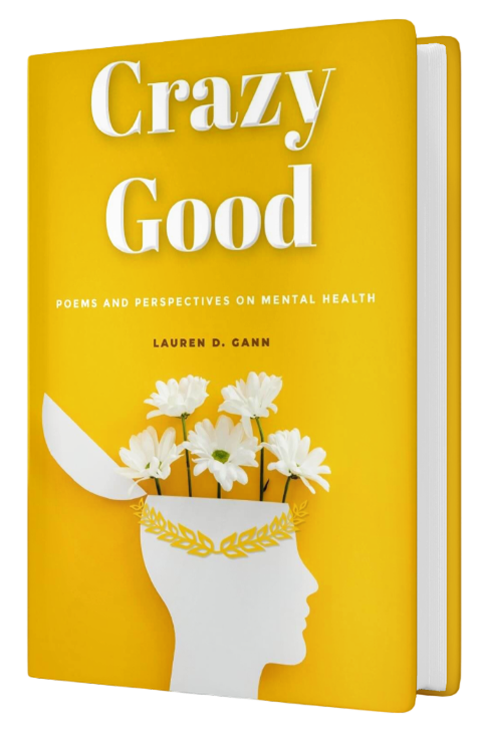 Crazy
Good
POEMS AND PERSPECTIVES ON MENTAL HEALTH
LAUREN D. GANN